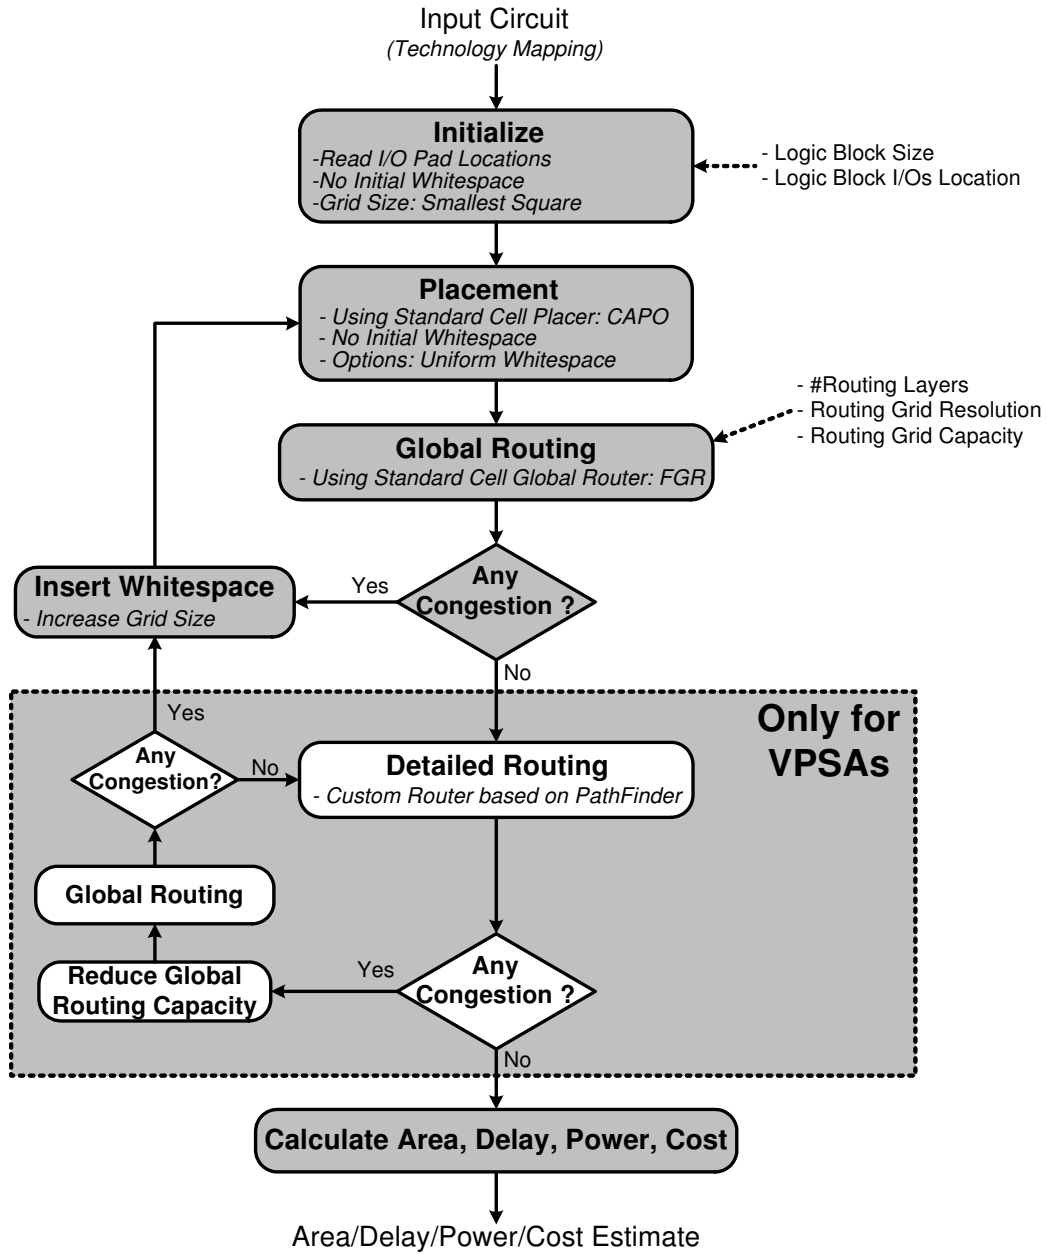 Input Circuit
(Technology Mapping)
Initialize
-Read I/O Pad Locations
-No Initial Whitespace
-Grid Size: Smallest Square
- Logic Block Size
- Logic Block I/Os Location
Placement
- Using Standard Cell Placer: CAPO
- No Initial Whitespace
- Options: Uniform Whitespace
- #Routing Layers
- Routing Grid Resolution
- Routing Grid Capacity
Global Routing
- Using Standard Cell Global Router: FGR
Any
Congestion ?
Yes
Insert Whitespace
- Increase Grid Size
No
Only for
VPSAs
Yes
Any
Congestion?
No
Detailed Routing
- Custom Router based on PathFinder
Global Routing
Any
Congestion ?
Yes
Reduce Global
Routing Capacity
No
Calculate Area, Delay, Power, Cost
Area/Delay/Power/Cost Estimate